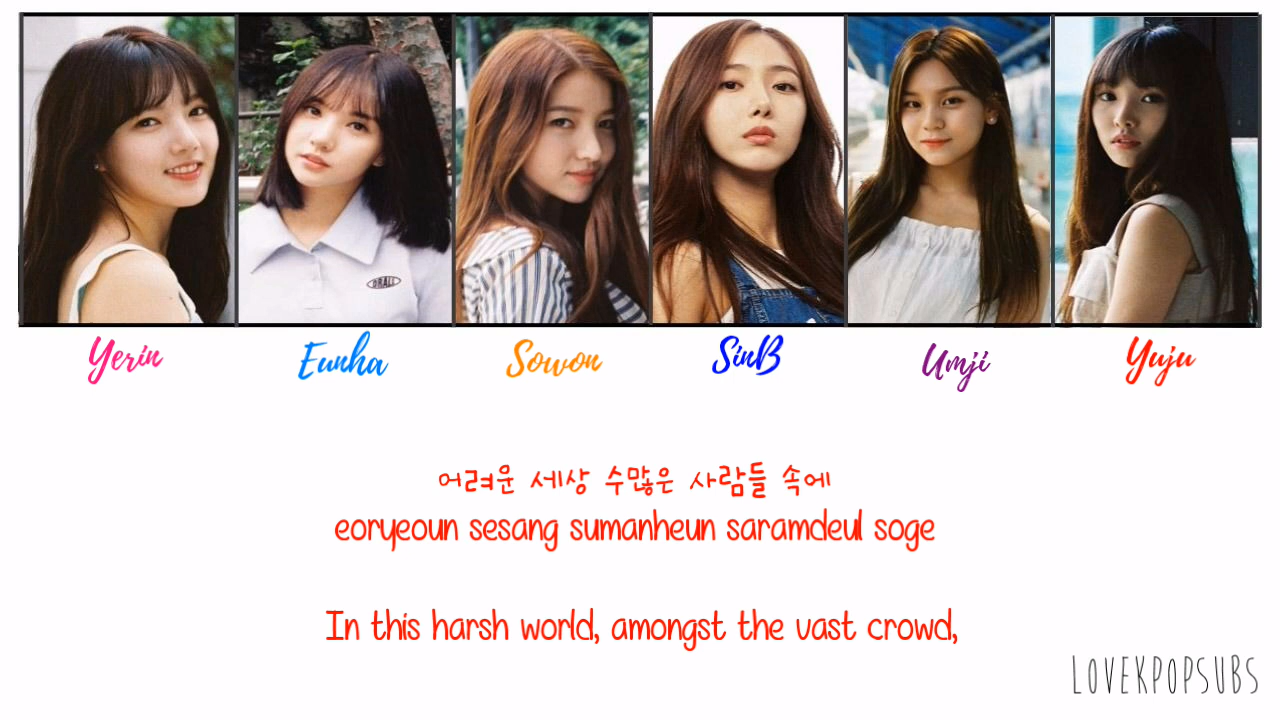 ORALI
Yerin
Eunha
Sowon
SinB
Umji
Yuju
어려운 세상 수많은 사람들 속에
eoryeoun sesang sumanheun saramdeul soge
In this harsh world, amongst the vast crowd,
LOVEKPOPSUBS